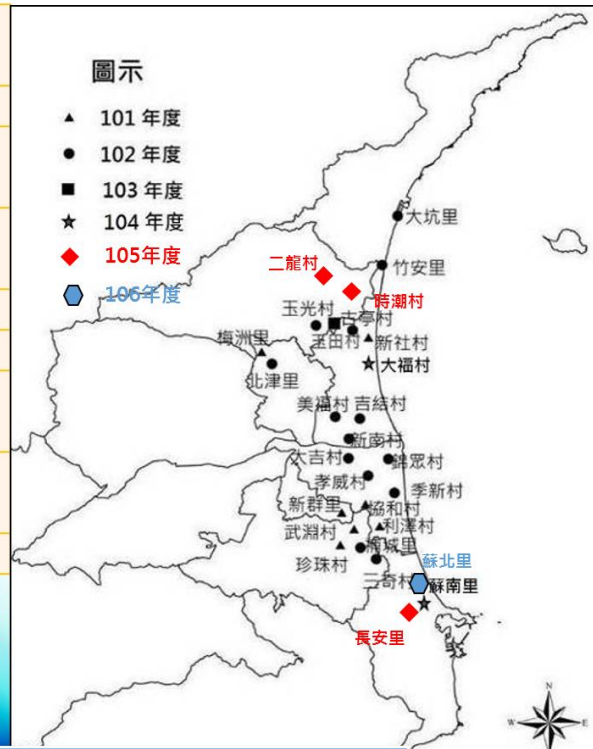 圖示
101 年度
102 年度
103 年度
104 年度
105年度
106年度
大坑里
竹安里
二龍村
時潮村
玉光村
古亭村
玉田村
新社村
梅洲里
大福村
北津里
美福村
吉結村
新南村
大吉村
錦眾村
孝威村
季新村
新群里
協和村
武淵村
利澤村
珍珠村
三奇村
蘇北里
蘇南里
長安里
N
W
E
S